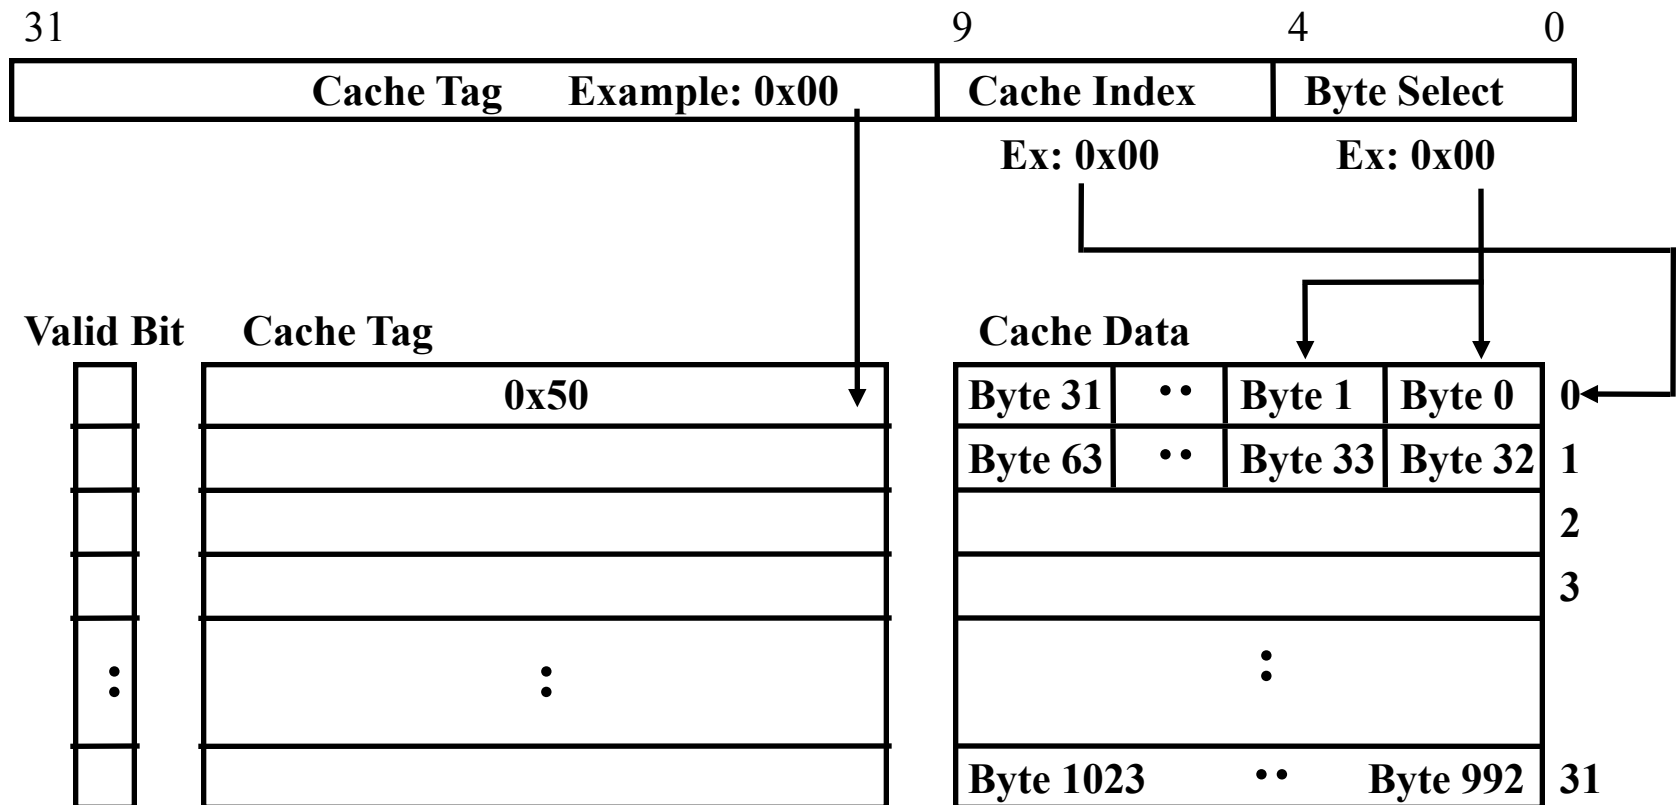 31 9 4 0
Cache Tag Example: 0x00 Cache Index Byte Select
Ex: 0x00 Ex: 0x00
Valid Bit Cache Tag Cache Data
0x50 Byte 31 •• Byte 1 Byte 0 0
Byte 63 •• Byte 33 Byte 32 1
2
3
: : :
Byte 1023 •• Byte 992 31